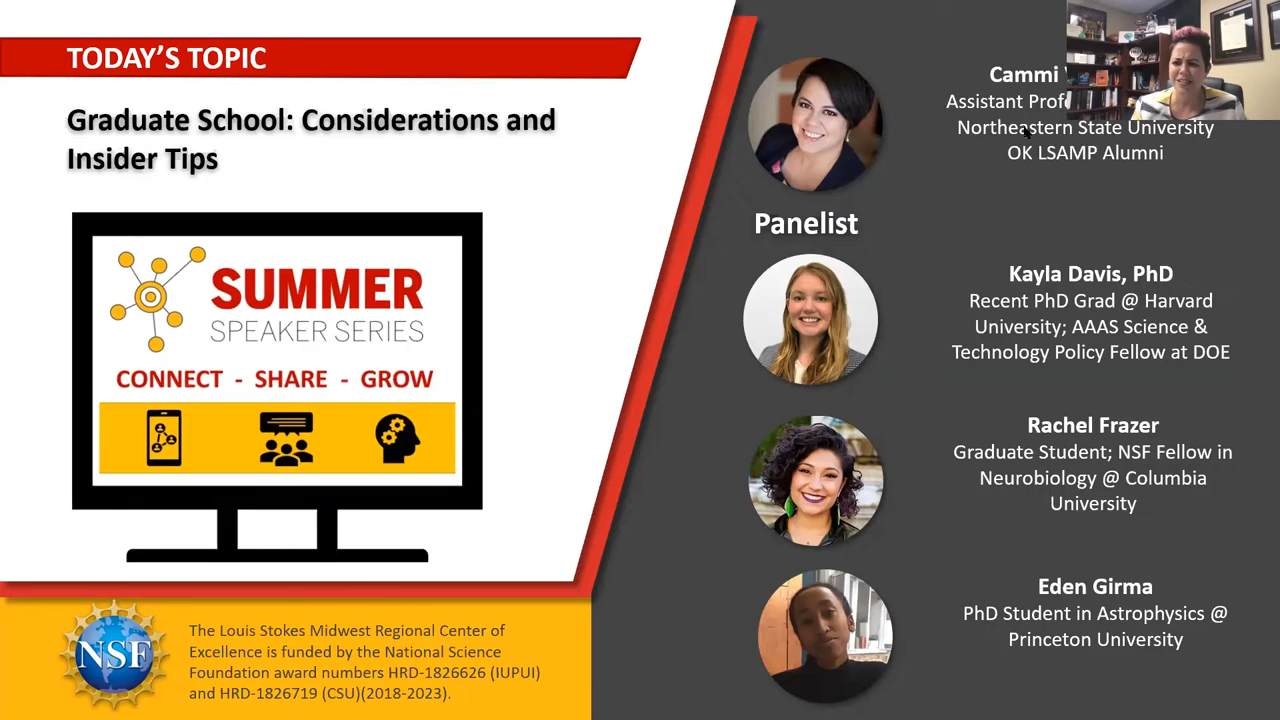 TODAY'S TOPIC
Graduate School: Considerations and
Insider Tips
SUMMER
SPEAKER SERIES
CONNECT - SHARE - GROW
NSF
The Louis Stokes Midwest Regional Center of
Excellence is funded by the National Science
Foundation award numbers HRD-1826626 (IUPUI)
and HRD-1826719 (CSU)(2018-2023).
Cammi
Assistant
Northeastern State University
OK LSAMP Alumni
Panelist
Kayla Davis, PhD
Recent PhD Grad @ Harvard
University; AAAS Science &
Technology Policy Fellow at DOE
Rachel Frazer
Graduate Student; NSF Fellow in
Neurobiology @ Columbia
University
Eden Girma
PhD Student in Astrophysics @
Princeton University